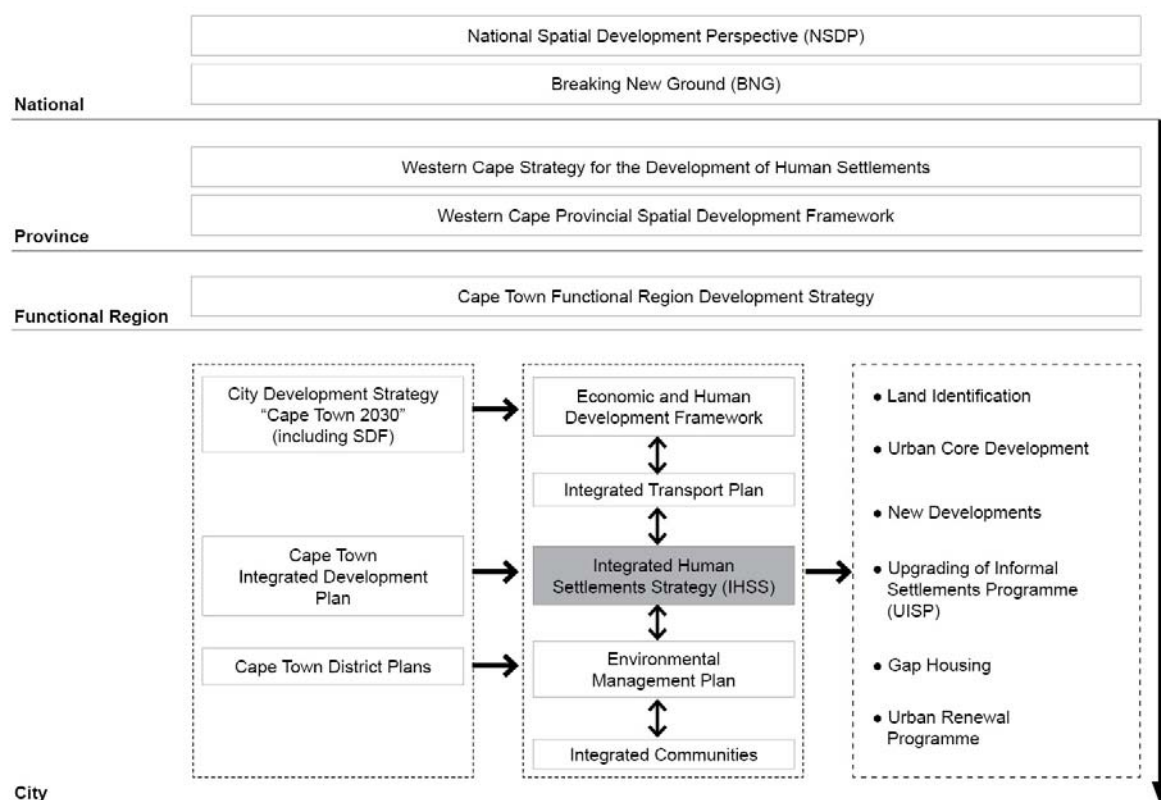 National Spatial Development Perspective (NSDP)
Breaking New Ground (BNG)
National
Western Cape Strategy for the Development of Human Settlements
Western Cape Provincial Spatial Development Framework
Province
Cape Town Functional Region Development Strategy
Functional Region
City Development Strategy
“Cape Town 2030”
(including SDF)
Cape Town
Integrated Development
Plan
Cape Town District Plans
Economic and Human
Development Framework
Integrated Transport Plan
Integrated Human
Settlements Strategy (IHSS)
Environmental
Management Plan
Integrated Communities
• Land Identification
• Urban Core Development
• New Developments
• Upgrading of Informal
Settlements Programme
(UISP)
• Gap Housing
• Urban Renewal
Programme
City